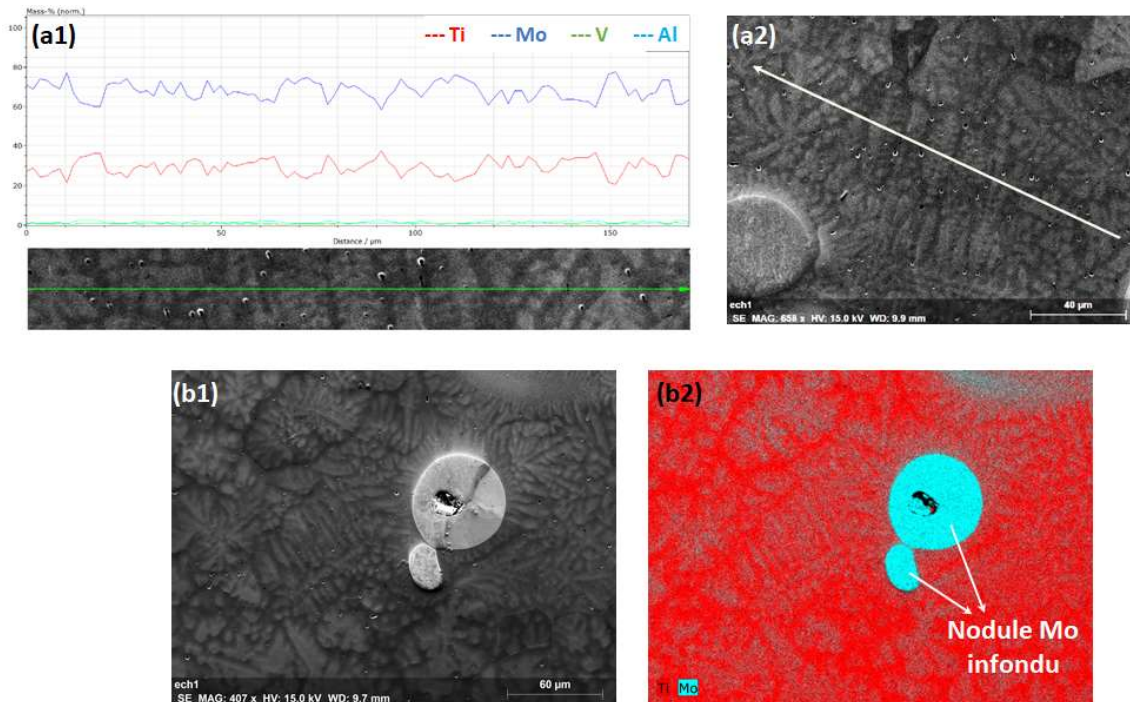 Mass-% (norm.)
(a1)
--- Ti --- Mo --- V --- Al
100
80
60
40
20
0
0 50 100 150
Distance / µm
(a2)
ech1
SE MAG: 658 x HV: 15.0 kV WD: 9.9 mm
40 µm
(b1)
ech1
SE MAG: 407 x HV: 15.0 kV WD: 9.7 mm
60 µm
(b2)
Nodule Mo
infondu
Ti Mo